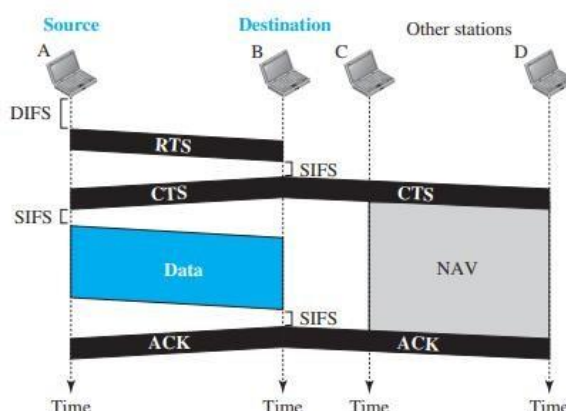 Source
Destination
Other stations
A
B
C
D
DIFS
RTS
SIFS
CTS
CTS
SIFS
Data
NAV
SIFS
ACK
ACK
Time
Time
Time
Time